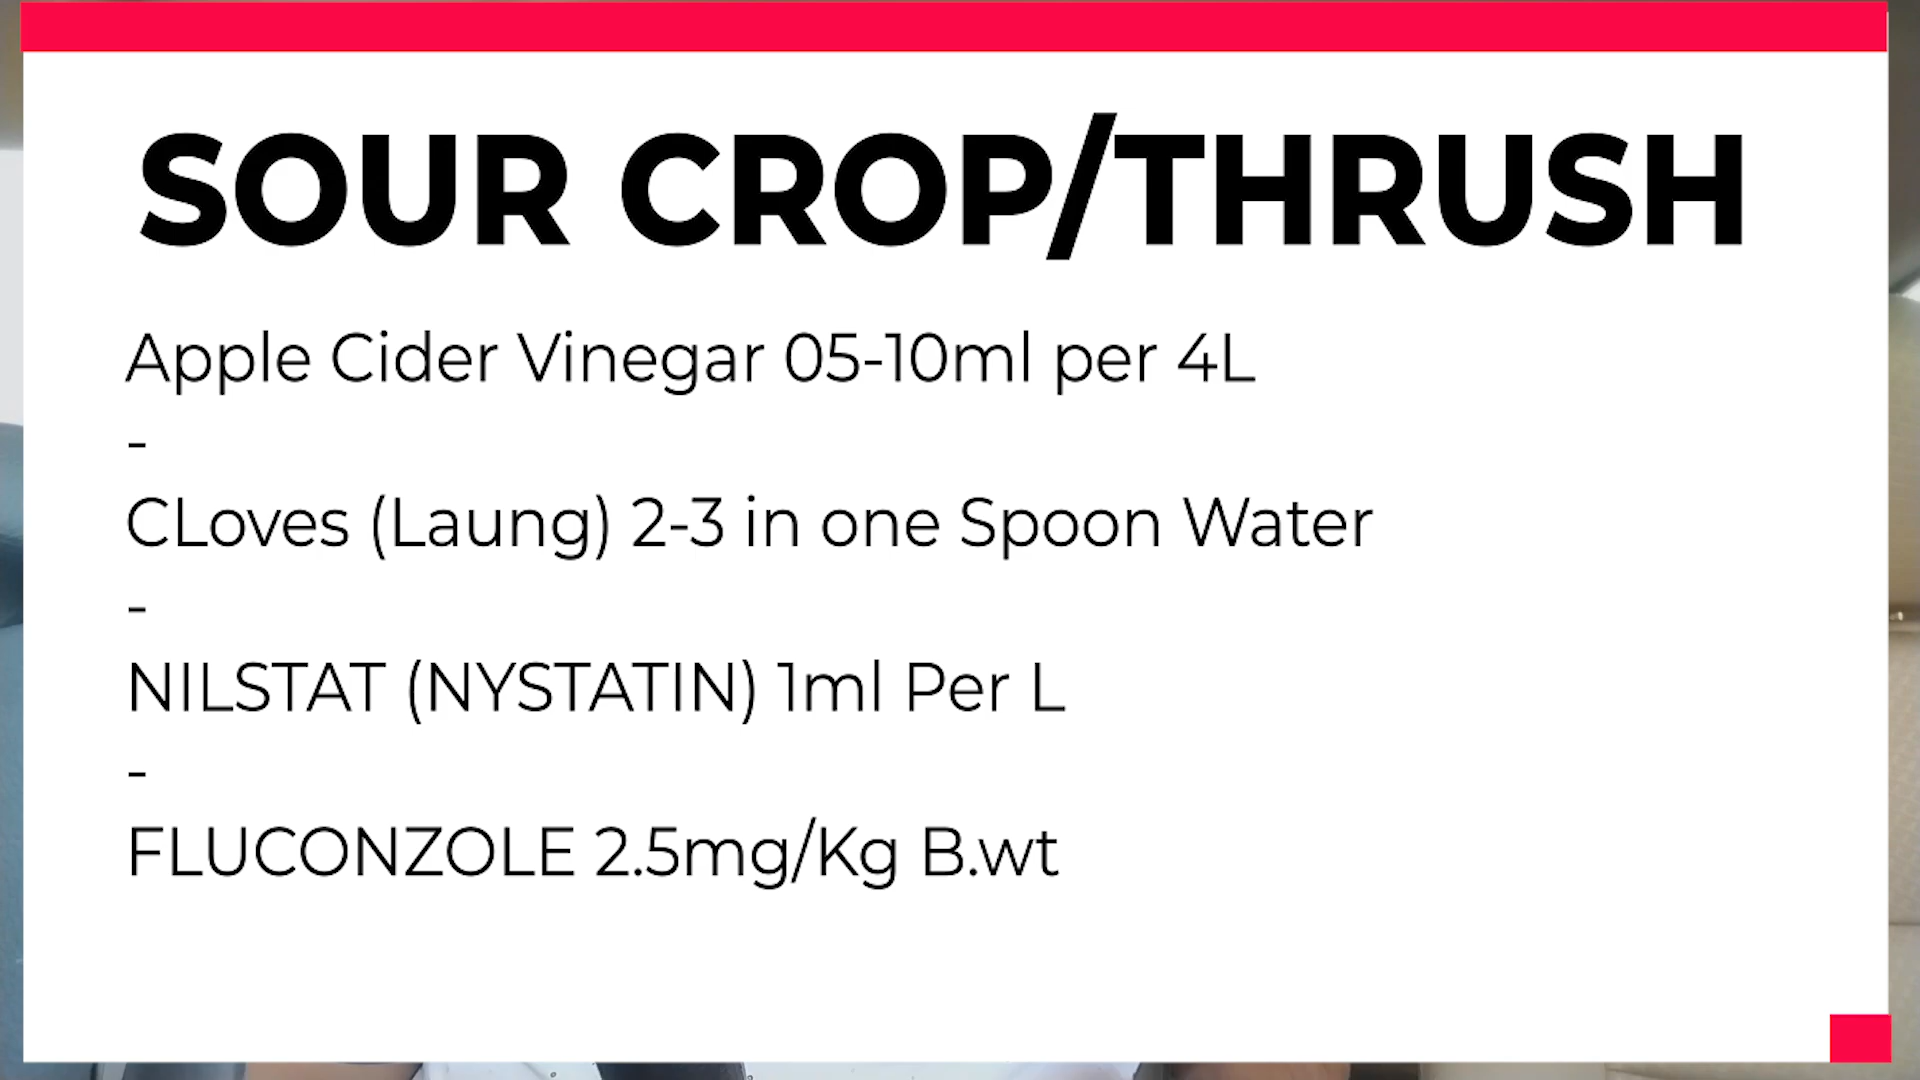 SOUR CROP/THRUSH
Apple Cider Vinegar 05-10ml per 4L
-
CLoves (Laung) 2-3 in one Spoon Water
-
NILSTAT (NYSTATIN) 1ml Per L
-
FLUCONZOLE 2.5mg/Kg B.wt